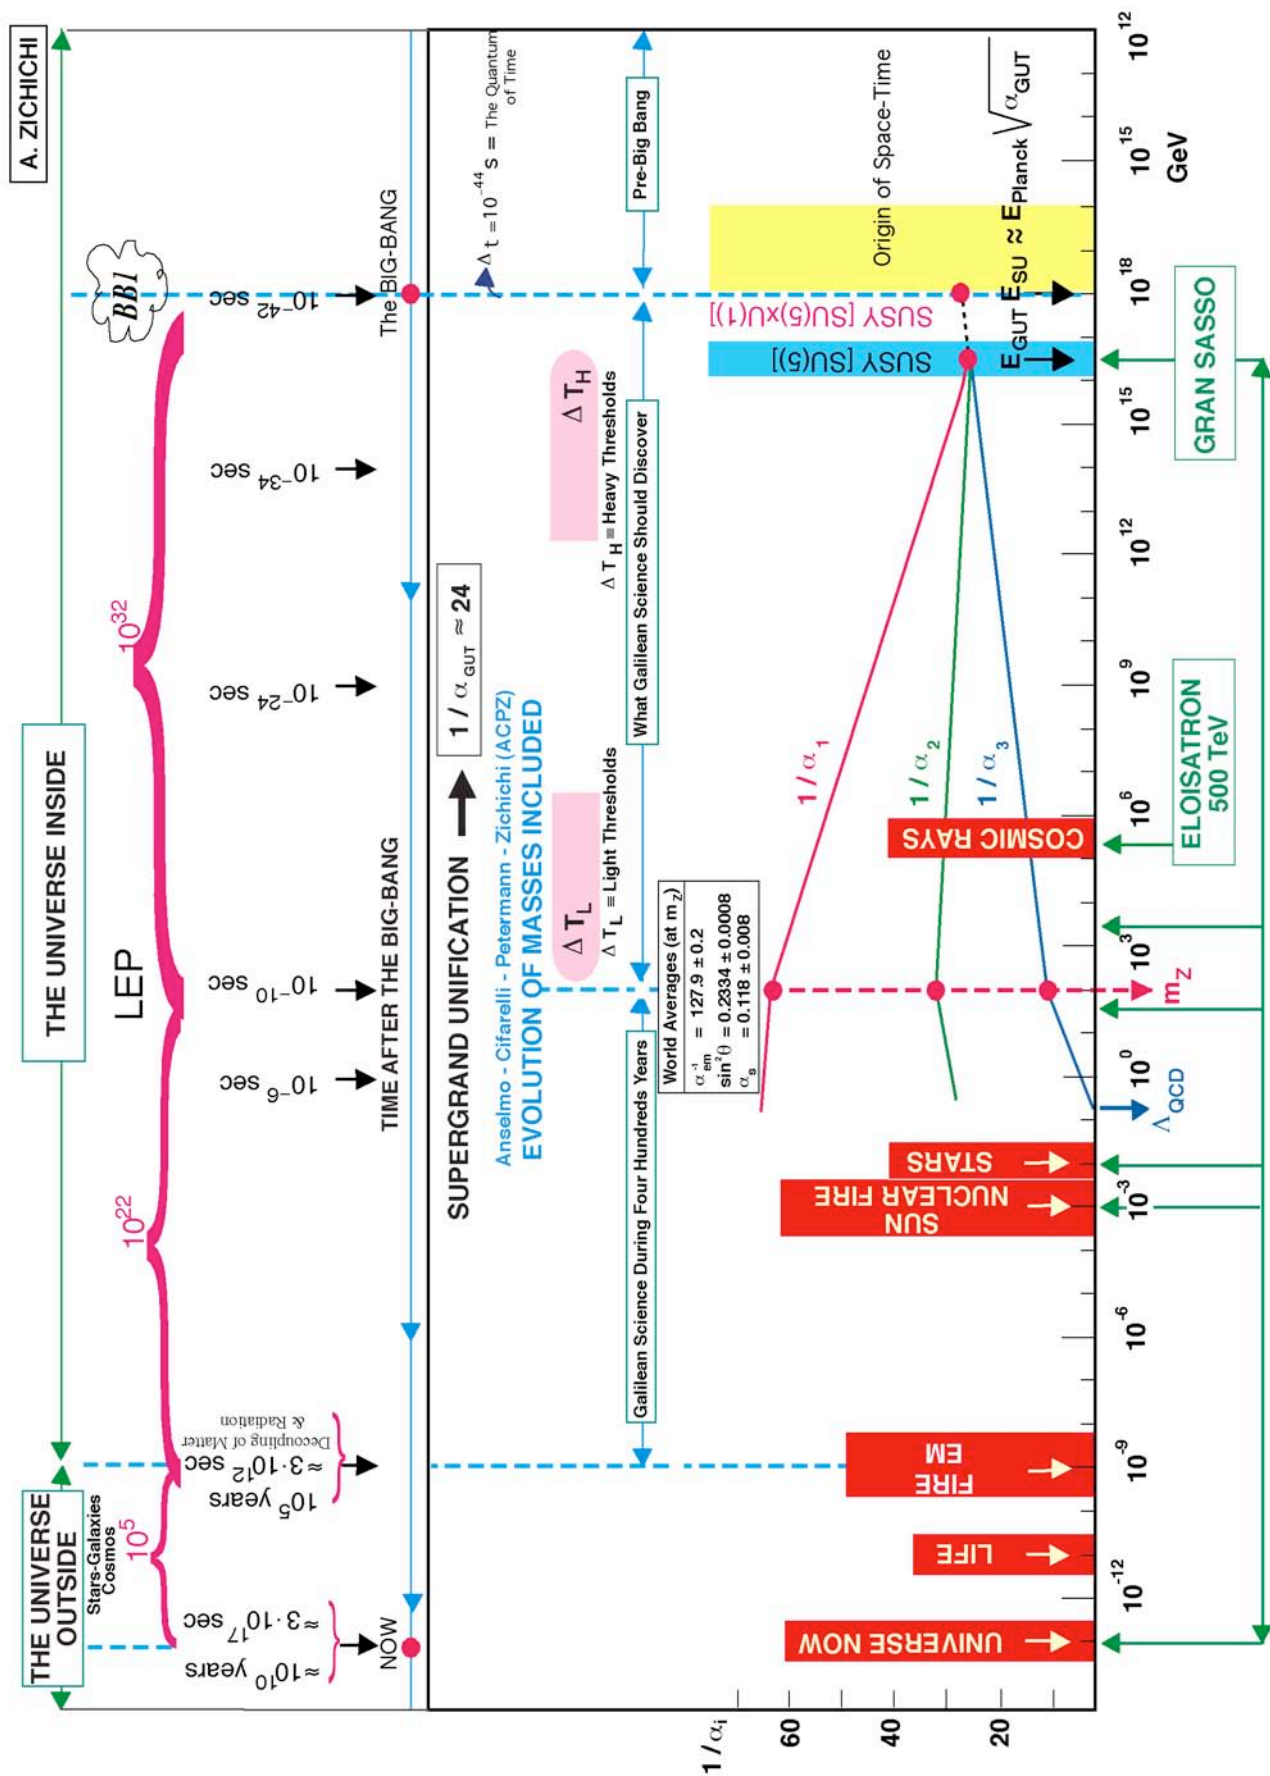 A. ZICHICHI
THE UNIVERSE
OUTSIDE
Stars-Galaxies
Cosmos
THE UNIVERSE INSIDE
10^5
10^22
LEP
10^32
BB1
≈10^10 years
≈3·10^17 sec
NOW
10^5 years
≈3·10^12 sec
Decoupling of Matter
& Radiation
10^-6 sec
10^-10 sec
10^-24 sec
10^-34 sec
10^-42 sec
TIME AFTER THE BIG-BANG
The BIG-BANG
SUPERGRAND UNIFICATION → 1 / α GUT ≈ 24
Anselmo - Cifarelli - Petermann - Zichichi (ACPZ)
EVOLUTION OF MASSES INCLUDED
Δt = 10^-44 s = The Quantum
of Time
Δ T_L
Δ T_L = Light Thresholds
Δ T_H
Δ T_H = Heavy Thresholds
Galilean Science During Four Hundreds Years
What Galilean Science Should Discover
Pre-Big Bang
World Averages (at m_Z)
α^-1 em = 127.9 ± 0.2
sin^2 θ = 0.2334 ± 0.0008
α_s = 0.118 ± 0.008
1 / α_i
60
40
20
1 / α_1
1 / α_2
1 / α_3
UNIVERSE NOW
LIFE
FIRE
EM
SUN
NUCLEAR FIRE
STARS
COSMIC RAYS
SUSY [SU(5)]
SUSY [SU(5)xU(1)]
Origin of Space-Time
E_GUT E_SU ≈ E_Planck √α_GUT
10^-12
10^-9
10^-6
10^-3
10^0
10^3
10^6
10^9
10^12
10^15
10^18
10^15
10^12
GeV
Λ_QCD
m_Z
ELOISATRON
500 TeV
GRAN SASSO